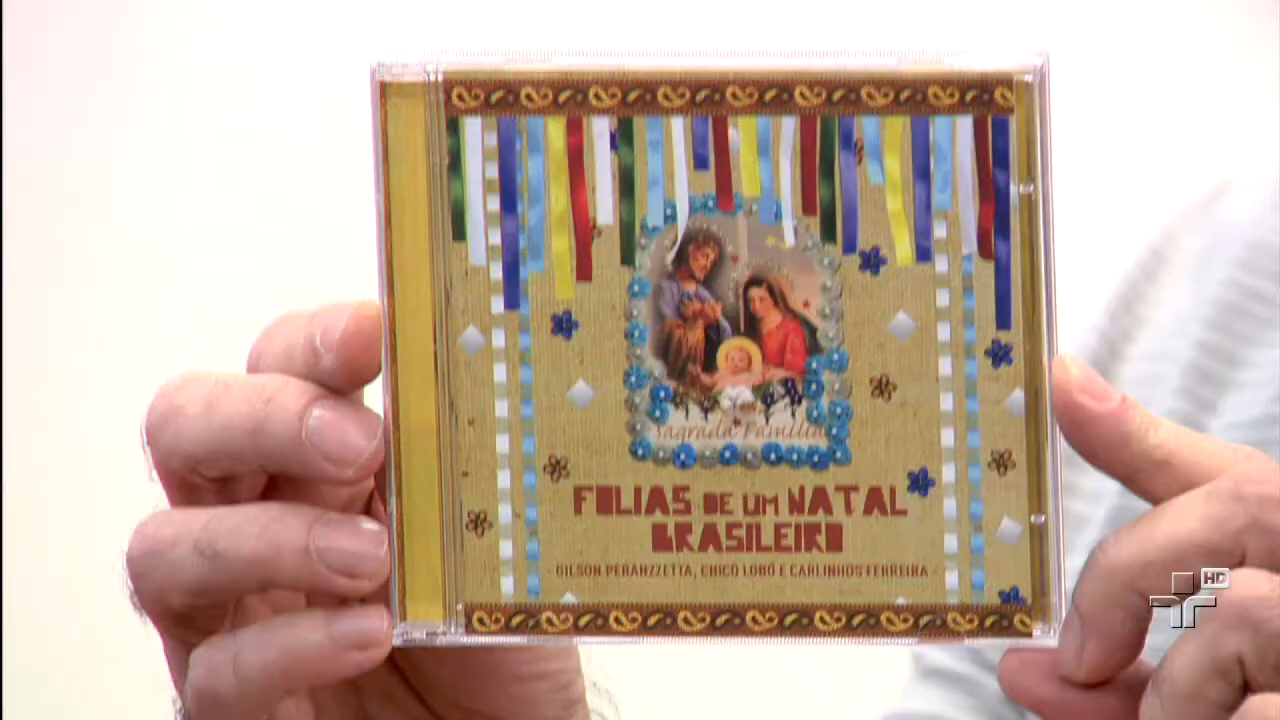 Sagrada Família
FOLIAS DE UM NATAL
BRASILEIRO
GILSON PERANZZETTA, CHICO LOBO E CARLINHOS FERREIRA
HD